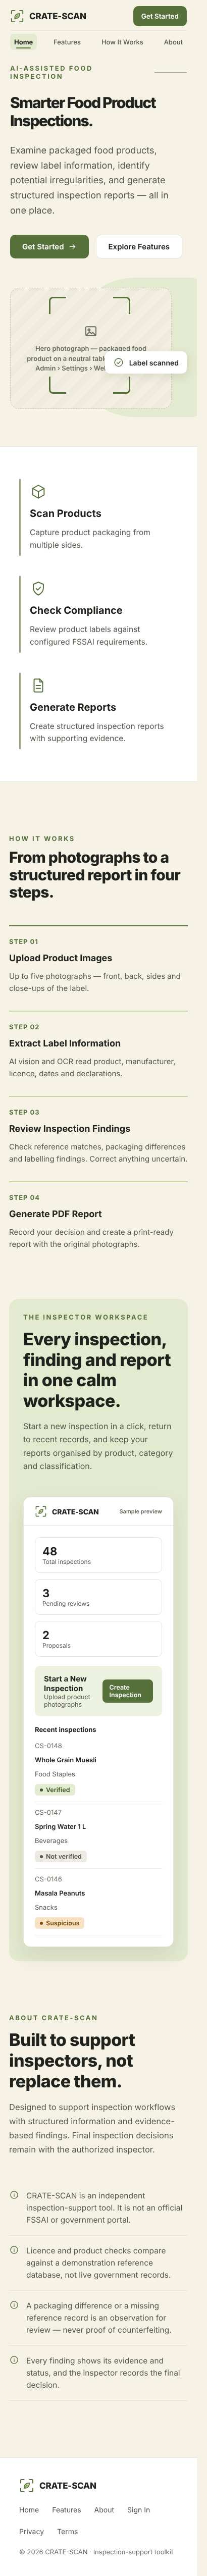 CRATE-SCAN
Get Started
Home Features How It Works About
AI-ASSISTED FOOD
INSPECTION
Smarter Food Product
Inspections.
Examine packaged food products,
review label information, identify
potential irregularities, and generate
structured inspection reports — all in
one place.
Get Started → Explore Features
Hero photograph — packaged food
product on a neutral
Admin › Settings ›
Label scanned
Scan Products
Capture product packaging from
multiple sides.
Check Compliance
Review product labels against
configured FSSAI requirements.
Generate Reports
Create structured inspection reports
with supporting evidence.
HOW IT WORKS
From photographs to a
structured report in four
steps.
STEP 01
Upload Product Images
Up to five photographs — front, back, sides and
close-ups of the label.
STEP 02
Extract Label Information
AI vision and OCR read product, manufacturer,
licence, dates and declarations.
STEP 03
Review Inspection Findings
Check reference matches, packaging differences
and labelling findings. Correct anything uncertain.
STEP 04
Generate PDF Report
Record your decision and create a print-ready
report with the original photographs.
THE INSPECTOR WORKSPACE
Every inspection,
finding and report
in one calm
workspace.
Start a new inspection in a click, return
to recent records, and keep your
reports organised by product, category
and classification.
CRATE-SCAN Sample preview
48
Total inspections
3
Pending reviews
2
Proposals
Start a New
Inspection
Upload product
photographs
Create
Inspection
Recent inspections
CS-0148
Whole Grain Muesli
Food Staples
Verified
CS-0147
Spring Water 1 L
Beverages
Not verified
CS-0146
Masala Peanuts
Snacks
Suspicious
ABOUT CRATE-SCAN
Built to support
inspectors, not
replace them.
Designed to support inspection workflows
with structured information and evidence-
based findings. Final inspection decisions
remain with the authorized inspector.
CRATE-SCAN is an independent
inspection-support tool. It is not an official
FSSAI or government portal.
Licence and product checks compare
against a demonstration reference
database, not live government records.
A packaging difference or a missing
reference record is an observation for
review — never proof of counterfeiting.
Every finding shows its evidence and
status, and the inspector records the final
decision.
CRATE-SCAN
Home Features About Sign In
Privacy Terms
© 2026 CRATE-SCAN · Inspection-support toolkit